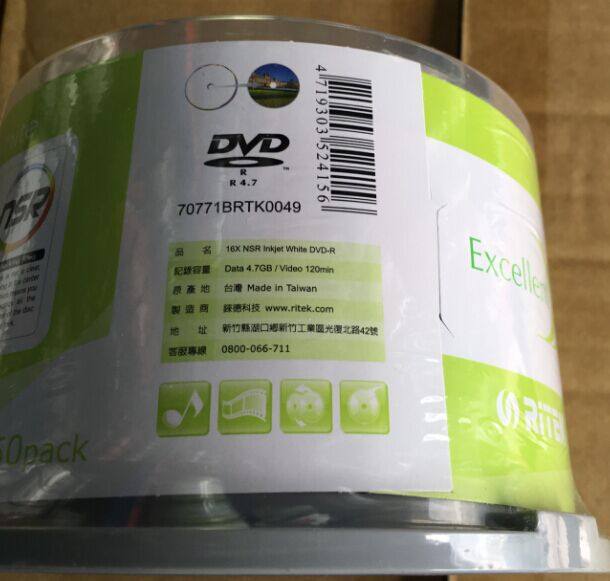 4719303524156
DVD
R
R 4.7
70771BRTK0049
品 名 16X NSR Inkjet White DVD-R
記錄容量 Data 4.7GB / Video 120min
原產地 台灣 Made in Taiwan
製造商 錸德科技 www.ritek.com
地 址 新竹縣湖口鄉新竹工業區光復北路42號
客服專線 0800-066-711
NSR
50pack
Excellen
RiTEK